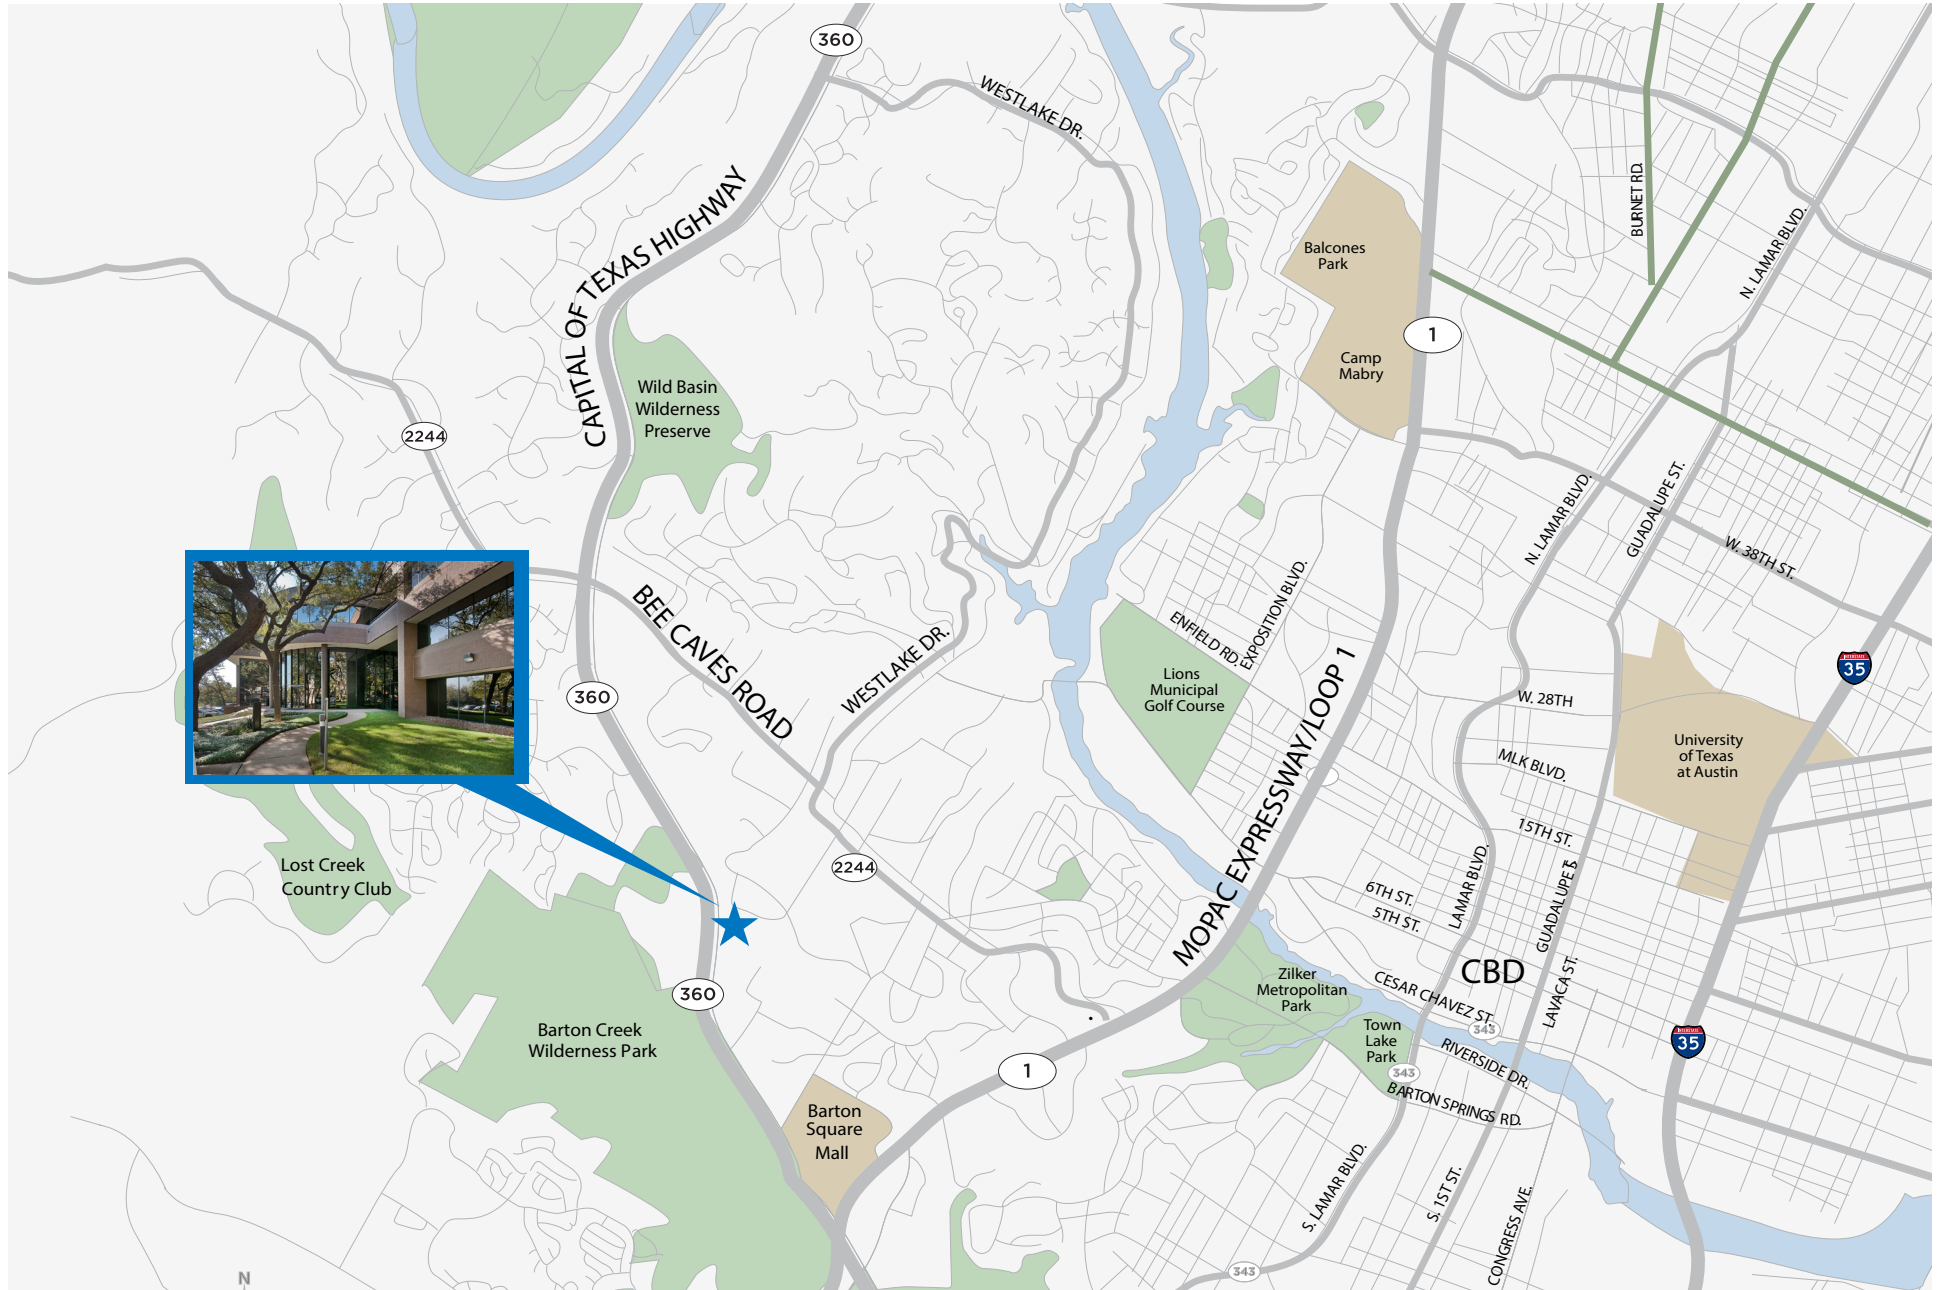 360
WESTLAKE DR.
CAPITAL OF TEXAS HIGHWAY
BURNET RD.
N. LAMAR BLVD.
Balcones
Park
1
Camp
Mabry
Wild Basin
Wilderness
Preserve
2244
N. LAMAR BLVD.
GUADALUPE ST.
W. 38TH ST.
BEE CAVES ROAD
WESTLAKE DR.
ENFIELD RD.
EXPOSITION BLVD.
Lions
Municipal
Golf Course
MOPAC EXPRESSWAY/LOOP 1
W. 28TH
INTERSTATE
35
360
University
of Texas
at Austin
MLK BLVD.
15TH ST.
Lost Creek
Country Club
2244
6TH ST.
5TH ST.
LAMAR BLVD.
GUADALUPE
CBD
LAVACA ST.
360
Zilker
Metropolitan
Park
CESAR CHAVEZ ST.
343
Town
Lake
Park
INTERSTATE
35
Barton Creek
Wilderness Park
1
343
RIVERSIDE DR.
BARTON SPRINGS RD.
Barton
Square
Mall
S. LAMAR BLVD.
S. 1ST ST.
CONGRESS AVE.
343
N